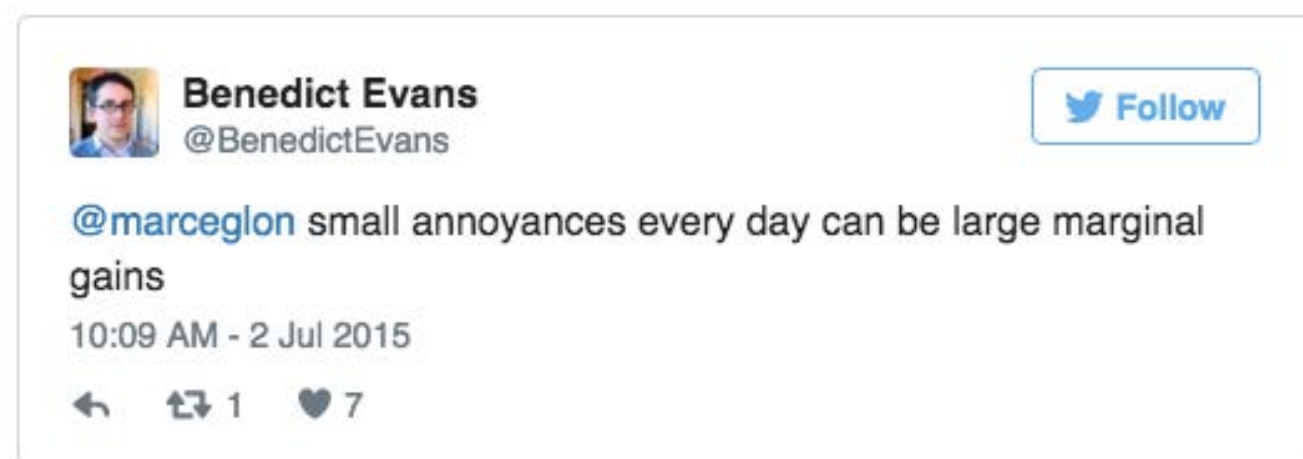 Benedict Evans
Follow
@BenedictEvans
@marceglon small annoyances every day can be large marginal
gains
10:09 AM - 2 Jul 2015
1 7